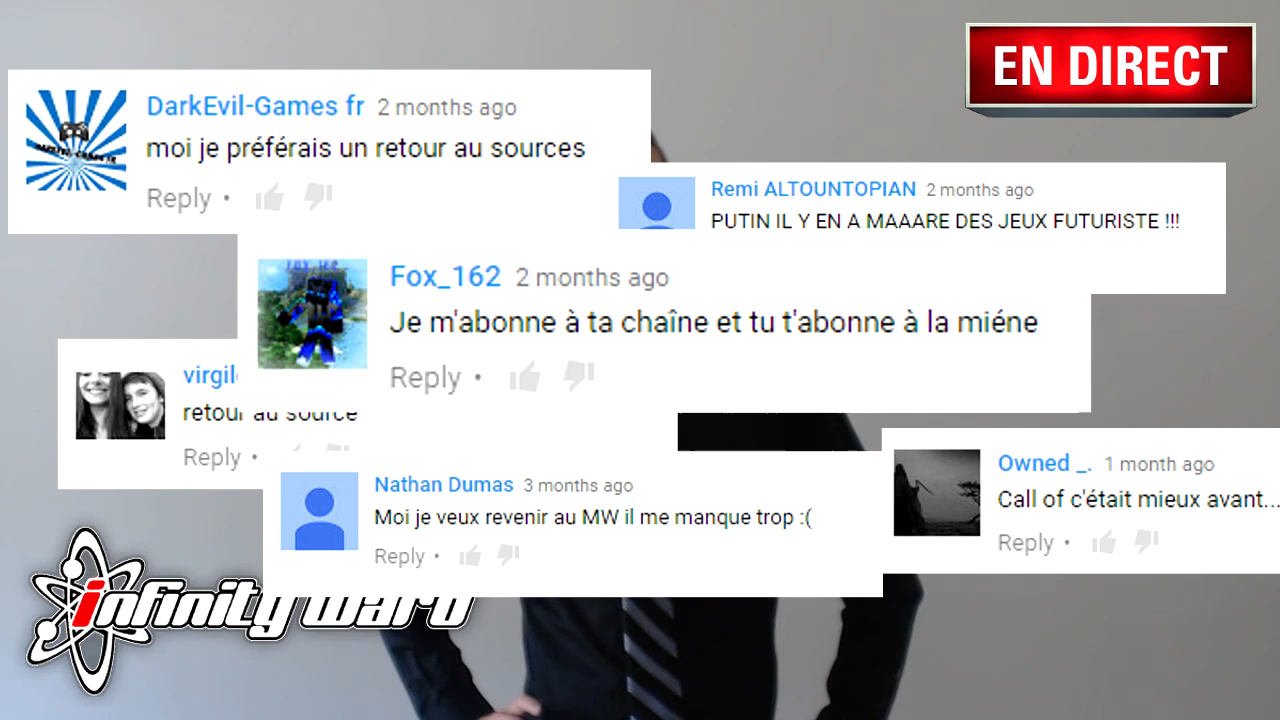 EN DIRECT
DarkEvil-Games fr 2 months ago
moi je préférais un retour au sources
Reply •
Remi ALTOUNTOPIAN 2 months ago
PUTIN IL Y EN A MAAARE DES JEUX FUTURISTE !!!
Fox_162 2 months ago
Je m'abonne à ta chaîne et tu t'abonne à la miéne
Reply •
virgil
retour au source
Reply •
Owned _. 1 month ago
Call of c'était mieux avant...
Reply •
Nathan Dumas 3 months ago
Moi je veux revenir au MW il me manque trop :(
Reply •
infinity ward